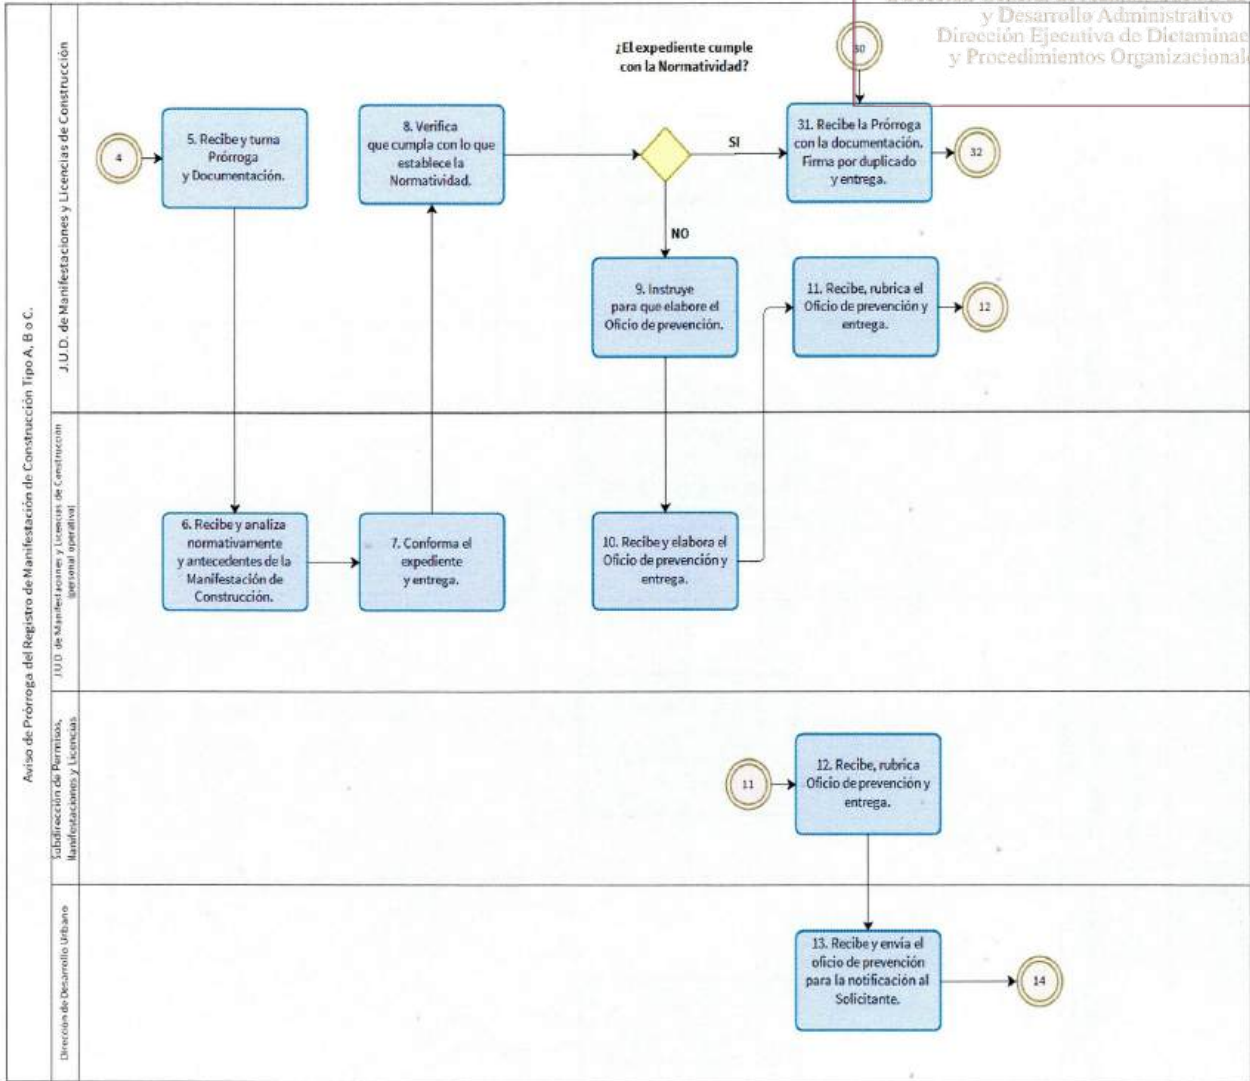 y Desarrollo Administrativo
Dirección Ejecutiva de
y Procedimientos
Aviso de Prórroga del Registro de Manifestación de Construcción Tipo A, B o C.
J.U.D. de Manifestaciones y Licencias de Construcción
4
5. Recibe y turna
Prórroga
y Documentación.
8. Verifica
que cumpla con lo que
establece la
Normatividad.
¿El expediente cumple
con la Normatividad?
SI
NO
30
31. Recibe la Prórroga
con la documentación.
Firma por duplicado
y entrega.
32
9. Instruye
para que elabore el
Oficio de prevención.
11. Recibe, rubrica el
Oficio de prevención y
entrega.
12
J.U.D. de Manifestaciones y Licencias de Construcción
(personal operativo)
6. Recibe y analiza
normativamente
y antecedentes de la
Manifestación de
Construcción.
7. Conforma el
expediente
y entrega.
10. Recibe y elabora el
Oficio de prevención y
entrega.
Subdirección de Permisos,
Manifestaciones y Licencias
11
12. Recibe, rubrica
Oficio de prevención y
entrega.
Dirección de Desarrollo Urbano
13. Recibe y envía el
oficio de prevención
para la notificación al
Solicitante.
14